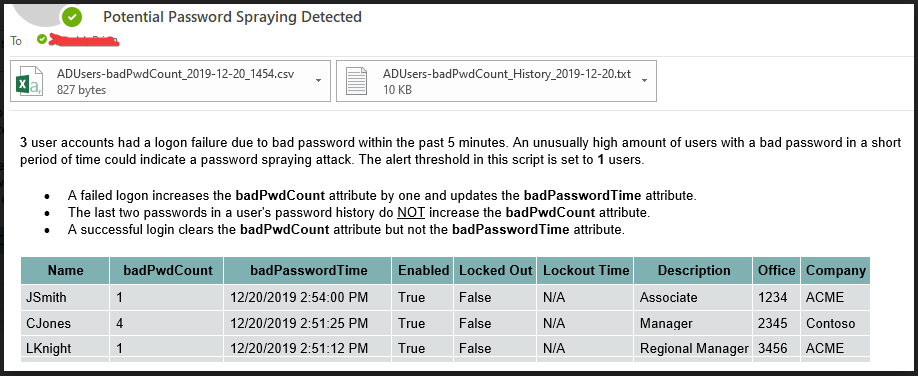 Potential Password Spraying Detected
To
ADUsers-badPwdCount_2019-12-20_1454.csv
827 bytes
ADUsers-badPwdCount_History_2019-12-20.txt
10 KB
3 user accounts had a logon failure due to bad password within the past 5 minutes. An unusually high amount of users with a bad password in a short
period of time could indicate a password spraying attack. The alert threshold in this script is set to 1 users.
• A failed logon increases the badPwdCount attribute by one and updates the badPasswordTime attribute.
• The last two passwords in a user's password history do NOT increase the badPwdCount attribute.
• A successful login clears the badPwdCount attribute but not the badPasswordTime attribute.
Name badPwdCount badPasswordTime Enabled Locked Out Lockout Time Description Office Company
JSmith 1 12/20/2019 2:54:00 PM True False N/A Associate 1234 ACME
CJones 4 12/20/2019 2:51:25 PM True False N/A Manager 2345 Contoso
LKnight 1 12/20/2019 2:51:12 PM True False N/A Regional Manager 3456 ACME